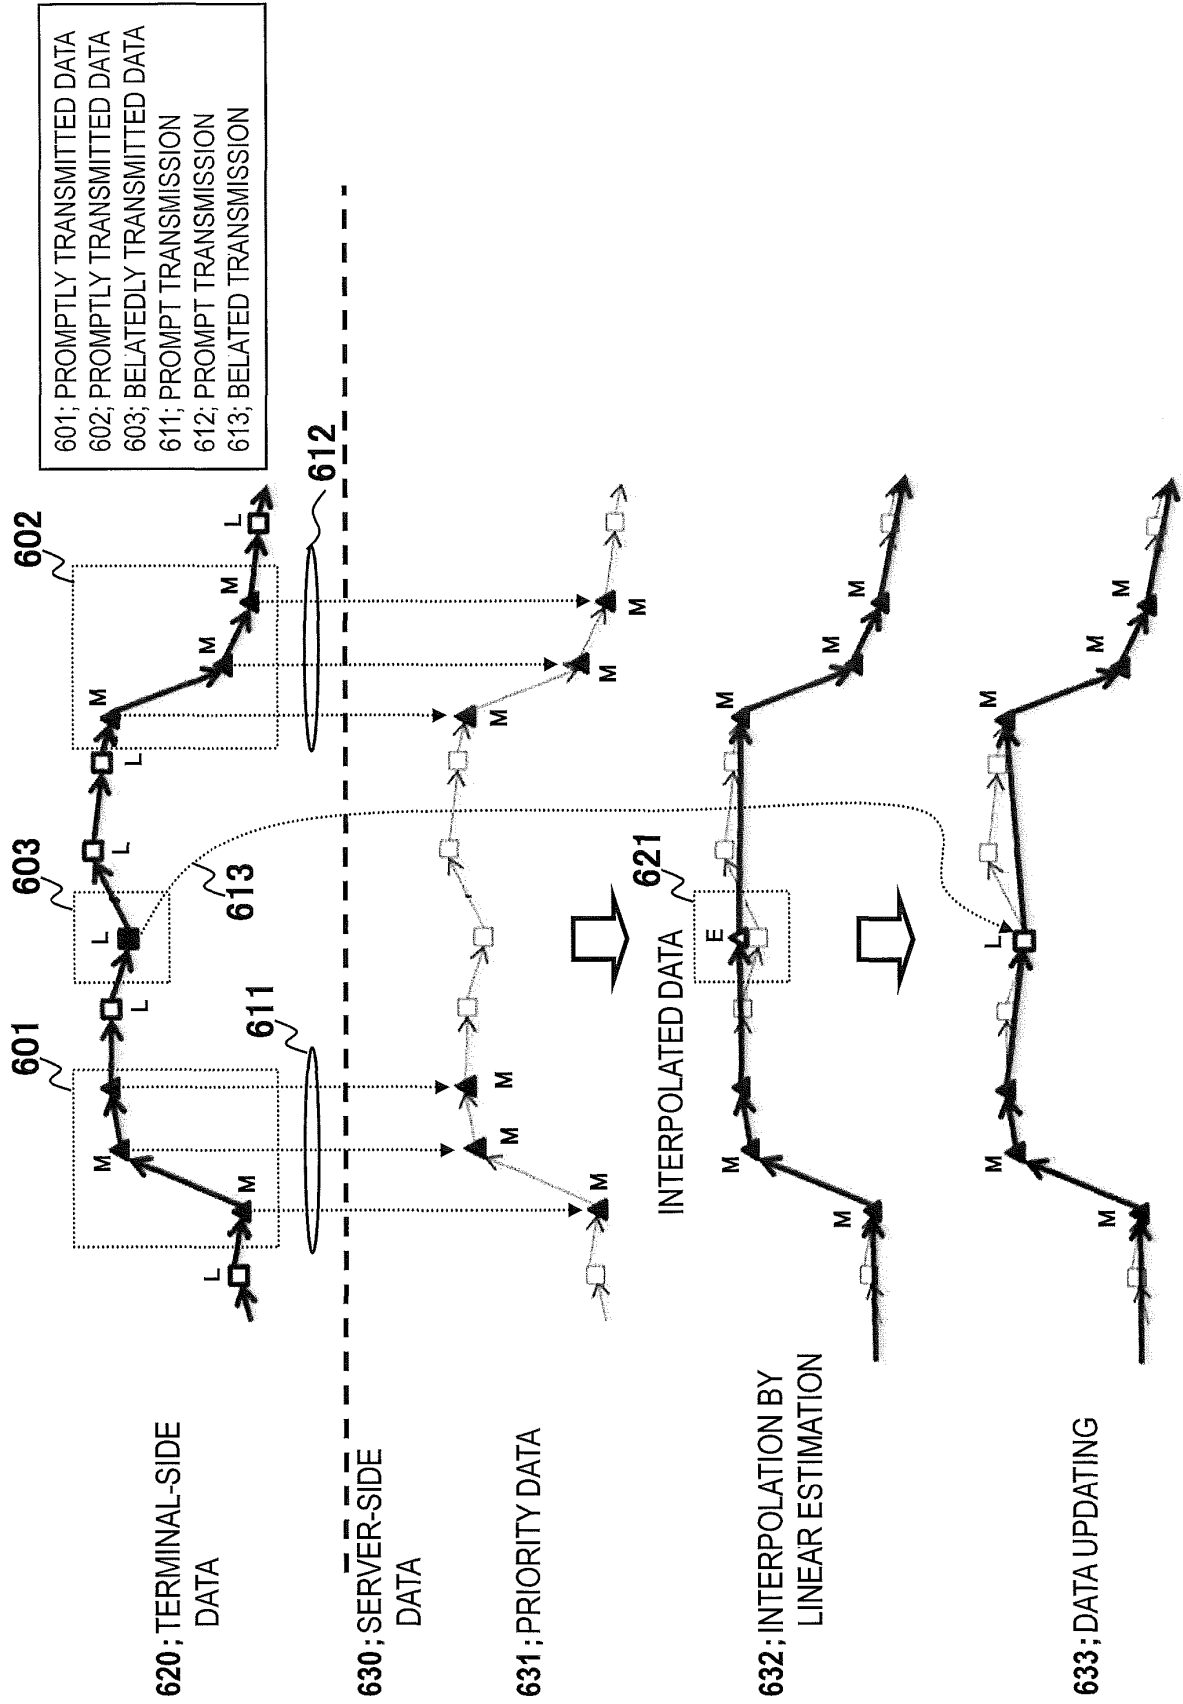 601; PROMPTLY TRANSMITTED DATA
602; PROMPTLY TRANSMITTED DATA
603; BELATEDLY TRANSMITTED DATA
611; PROMPT TRANSMISSION
612; PROMPT TRANSMISSION
613; BELATED TRANSMISSION
620; TERMINAL-SIDE
DATA
601
603
602
L
M
M
L
L
L
L
M
M
M
L
611
613
612
630; SERVER-SIDE
DATA
631; PRIORITY DATA
M
M
M
M
M
M
INTERPOLATED DATA
621
632; INTERPOLATION BY
LINEAR ESTIMATION
M
M
E
M
M
M
633; DATA UPDATING
M
M
L
M
M
M